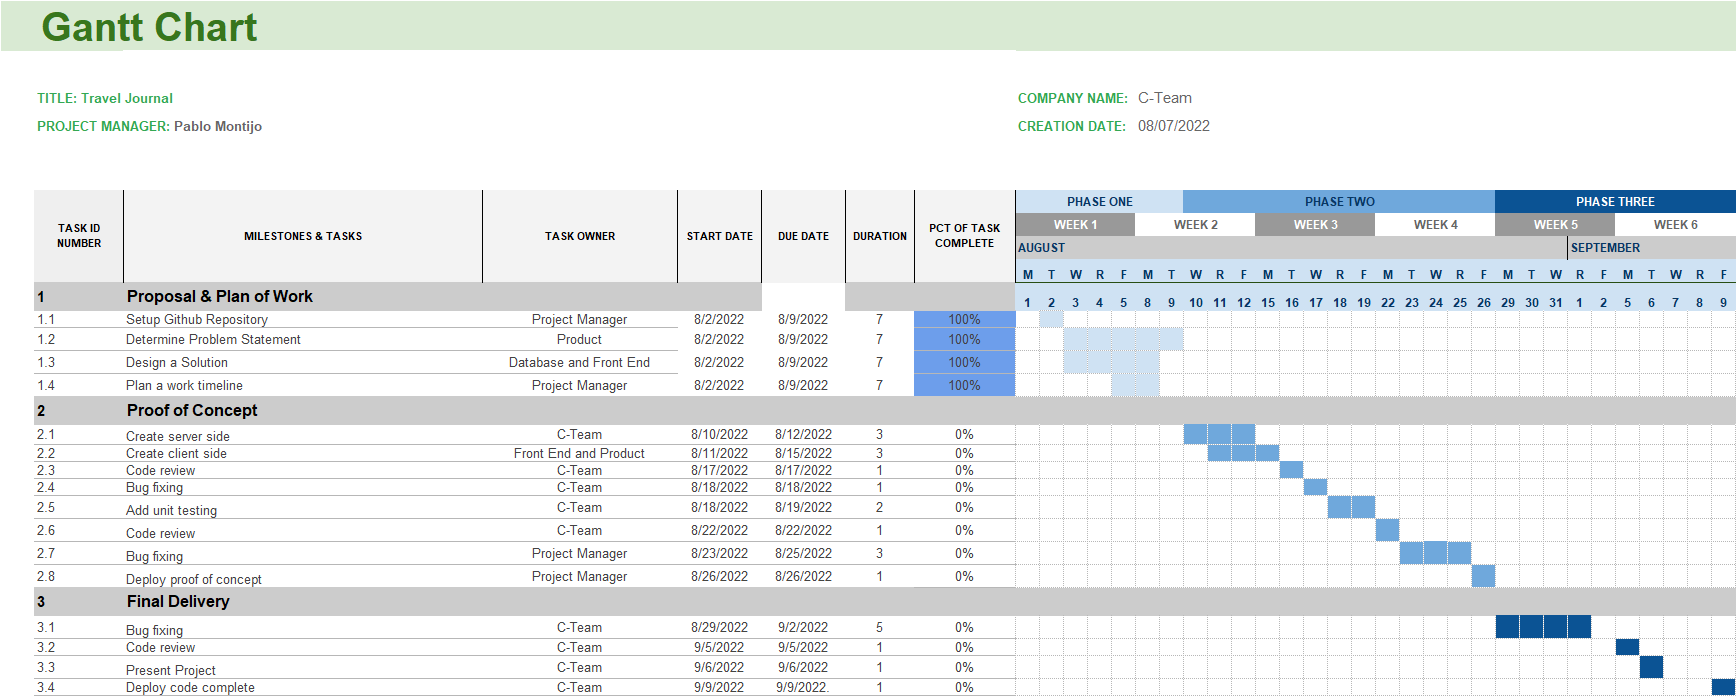 Gantt Chart
TITLE: Travel Journal
COMPANY NAME: C-Team
PROJECT MANAGER: Pablo Montijo
CREATION DATE: 08/07/2022
TASK ID NUMBER MILESTONES & TASKS TASK OWNER START DATE DUE DATE DURATION PCT OF TASK COMPLETE
PHASE ONE PHASE TWO PHASE THREE
WEEK 1 WEEK 2 WEEK 3 WEEK 4 WEEK 5 WEEK 6
AUGUST SEPTEMBER
M T W R F M T W R F M T W R F M T W R F M T W R F M T W R F
1 2 3 4 5 8 9 10 11 12 15 16 17 18 19 22 23 24 25 26 29 30 31 1 2 5 6 7 8 9
1 Proposal & Plan of Work
1.1 Setup Github Repository Project Manager 8/2/2022 8/9/2022 7 100%
1.2 Determine Problem Statement Product 8/2/2022 8/9/2022 7 100%
1.3 Design a Solution Database and Front End 8/2/2022 8/9/2022 7 100%
1.4 Plan a work timeline Project Manager 8/2/2022 8/9/2022 7 100%
2 Proof of Concept
2.1 Create server side C-Team 8/10/2022 8/12/2022 3 0%
2.2 Create client side Front End and Product 8/11/2022 8/15/2022 3 0%
2.3 Code review C-Team 8/17/2022 8/17/2022 1 0%
2.4 Bug fixing C-Team 8/18/2022 8/18/2022 1 0%
2.5 Add unit testing C-Team 8/18/2022 8/19/2022 2 0%
2.6 Code review C-Team 8/22/2022 8/22/2022 1 0%
2.7 Bug fixing Project Manager 8/23/2022 8/25/2022 3 0%
2.8 Deploy proof of concept Project Manager 8/26/2022 8/26/2022 1 0%
3 Final Delivery
3.1 Bug fixing C-Team 8/29/2022 9/2/2022 5 0%
3.2 Code review C-Team 9/5/2022 9/5/2022 1 0%
3.3 Present Project C-Team 9/6/2022 9/6/2022 1 0%
3.4 Deploy code complete C-Team 9/9/2022 9/9/2022. 1 0%